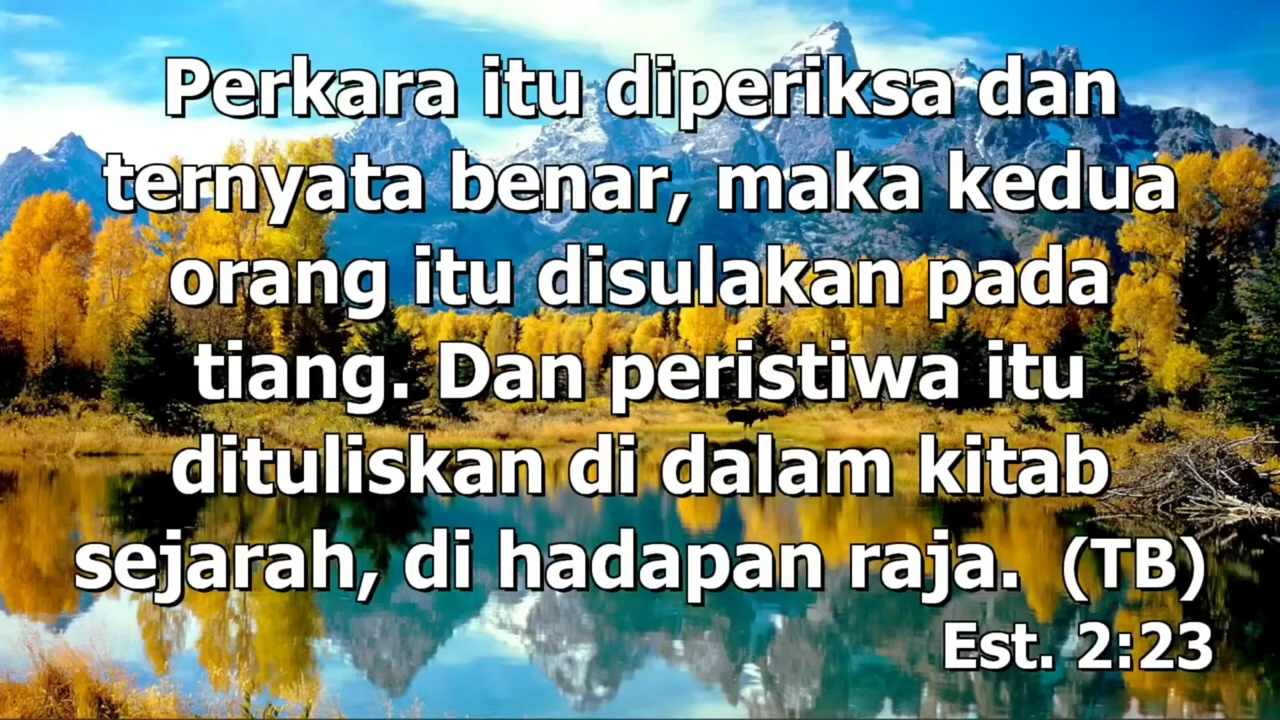 Perkara itu diperiksa dan
ternyata benar, maka kedua
orang itu disulakan pada
tiang. Dan peristiwa itu
dituliskan di dalam kitab
sejarah, di hadapan raja. (TB)
Est. 2:23